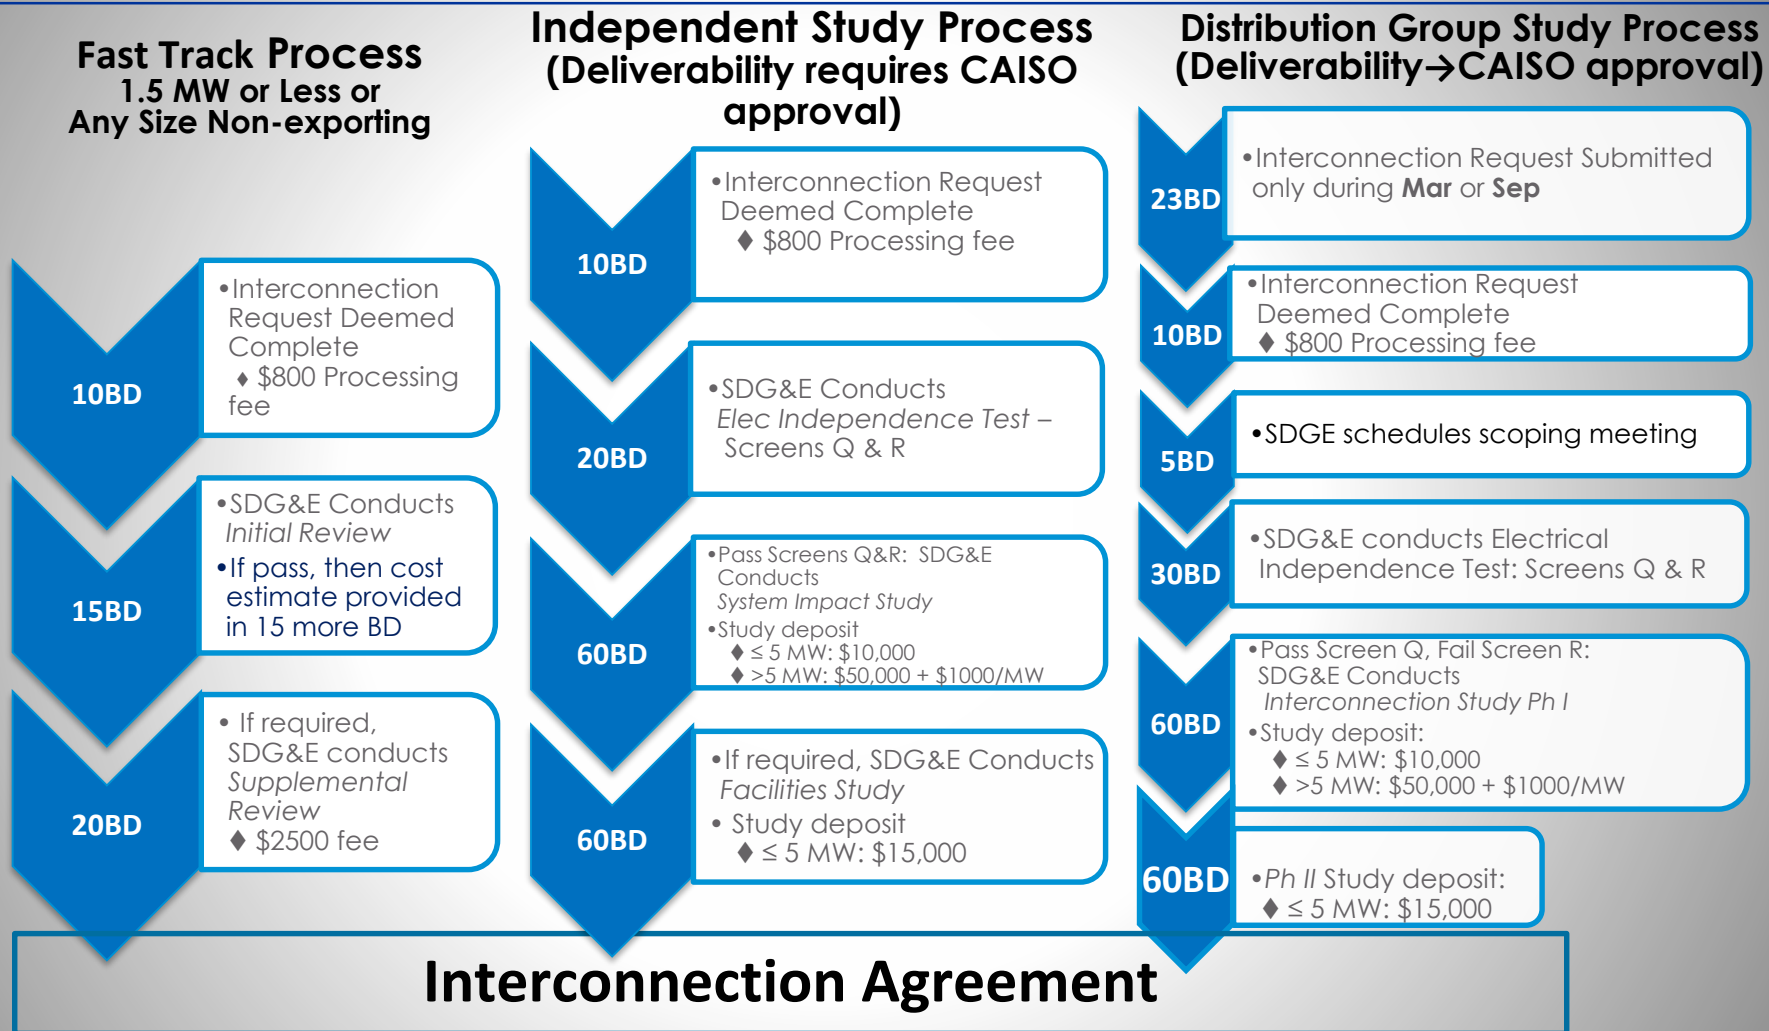 Fast Track Process
1.5 MW or Less or
Any Size Non-exporting
10BD
•Interconnection
Request Deemed
Complete
♦ $800 Processing
fee
15BD
•SDG&E Conducts
Initial Review
•If pass, then cost
estimate provided
in 15 more BD
20BD
• If required,
SDG&E conducts
Supplemental
Review
♦ $2500 fee
Independent Study Process
(Deliverability requires CAISO
approval)
10BD
•Interconnection Request
Deemed Complete
♦ $800 Processing fee
20BD
•SDG&E Conducts
Elec Independence Test –
Screens Q & R
60BD
•Pass Screens Q&R: SDG&E
Conducts
System Impact Study
•Study deposit
♦ ≤ 5 MW: $10,000
♦ >5 MW: $50,000 + $1000/MW
60BD
•If required, SDG&E Conducts
Facilities Study
• Study deposit
♦ ≤ 5 MW: $15,000
Distribution Group Study Process
(Deliverability→CAISO approval)
23BD
•Interconnection Request Submitted
only during Mar or Sep
10BD
•Interconnection Request
Deemed Complete
♦ $800 Processing fee
5BD
•SDGE schedules scoping meeting
30BD
•SDG&E conducts Electrical
Independence Test: Screens Q & R
60BD
•Pass Screen Q, Fail Screen R:
SDG&E Conducts
Interconnection Study Ph I
•Study deposit:
♦ ≤ 5 MW: $10,000
♦ >5 MW: $50,000 + $1000/MW
60BD
•Ph II Study deposit:
♦ ≤ 5 MW: $15,000
Interconnection Agreement